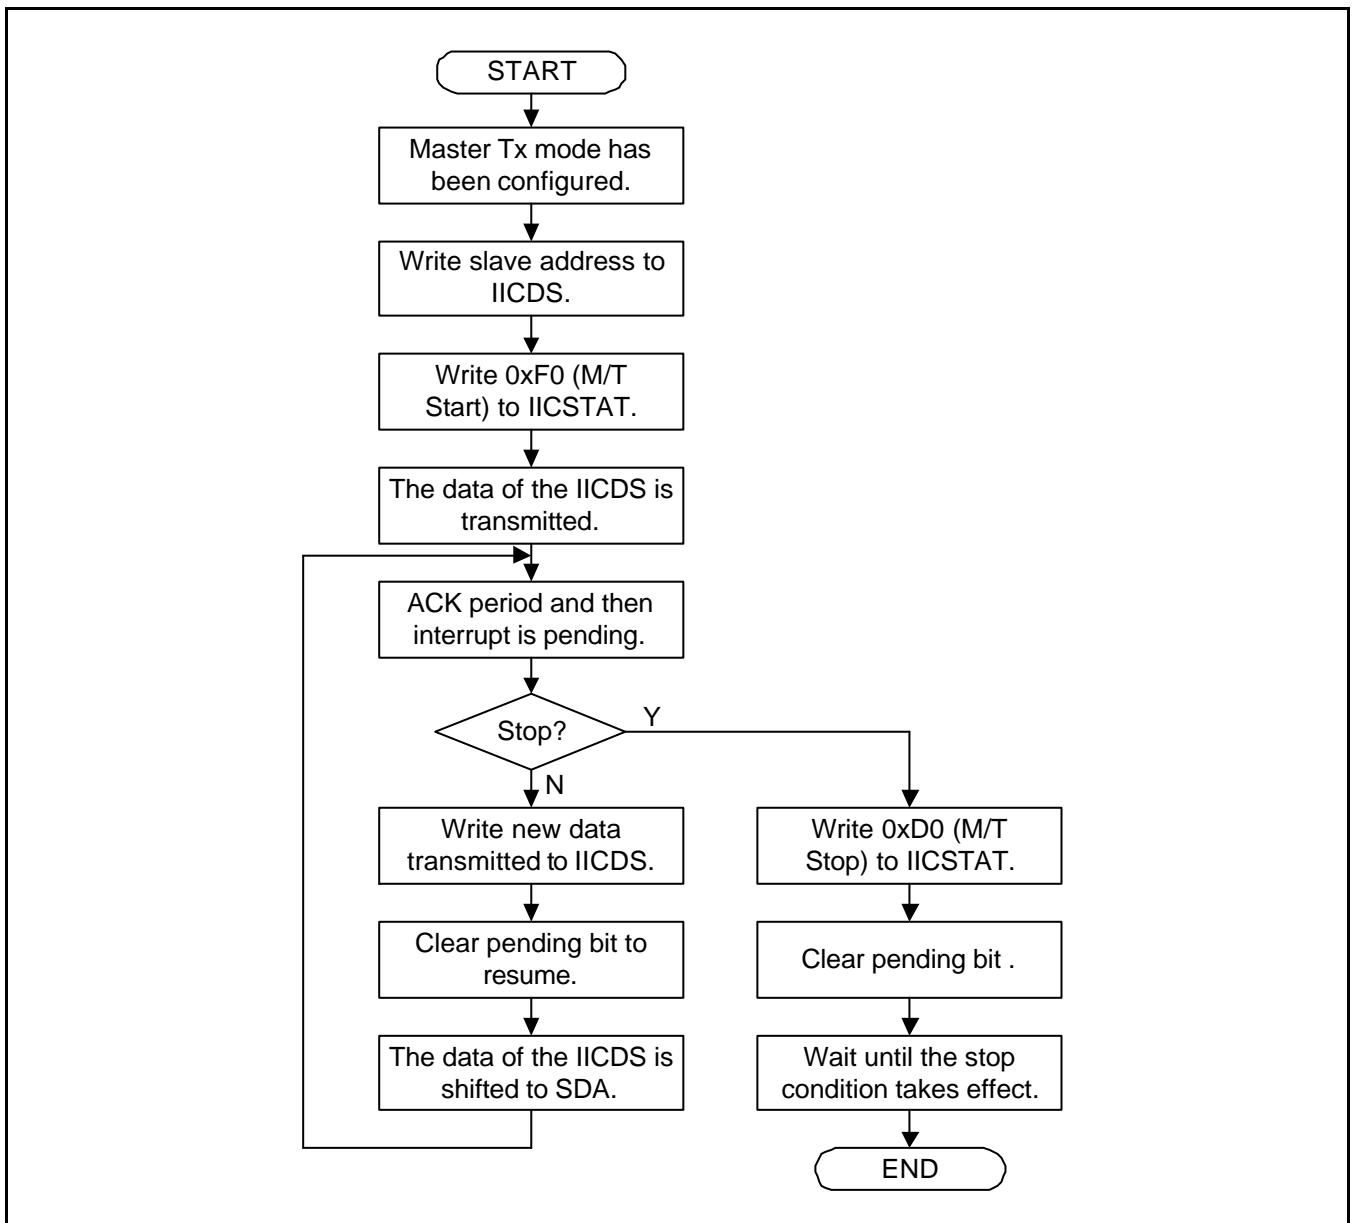 START
Master Tx mode has
been configured.
Write slave address to
IICDS.
Write 0xF0 (M/T
Start) to IICSTAT.
The data of the IICDS is
transmitted.
ACK period and then
interrupt is pending.
Stop?
Y
N
Write new data
transmitted to IICDS.
Clear pending bit to
resume.
The data of the IICDS is
shifted to SDA.
Write 0xD0 (M/T
Stop) to IICSTAT.
Clear pending bit .
Wait until the stop
condition takes effect.
END